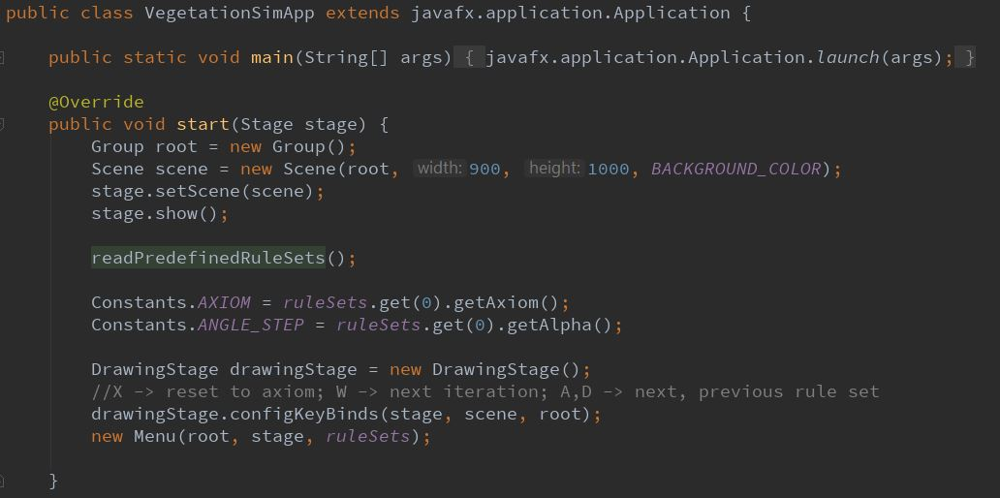 public class VegetationSimApp extends javafx.application.Application {
public static void main(String[] args) { javafx.application.Application.launch(args); }
@Override
public void start(Stage stage) {
Group root = new Group();
Scene scene = new Scene(root, width: 900, height: 1000, BACKGROUND_COLOR);
stage.setScene(scene);
stage.show();
readPredefinedRuleSets();
Constants.AXIOM = ruleSets.get(0).getAxiom();
Constants.ANGLE_STEP = ruleSets.get(0).getAlpha();
DrawingStage drawingStage = new DrawingStage();
//X -> reset to axiom; W -> next iteration; A,D -> next, previous rule set
drawingStage.configKeyBinds(stage, scene, root);
new Menu(root, stage, ruleSets);
}